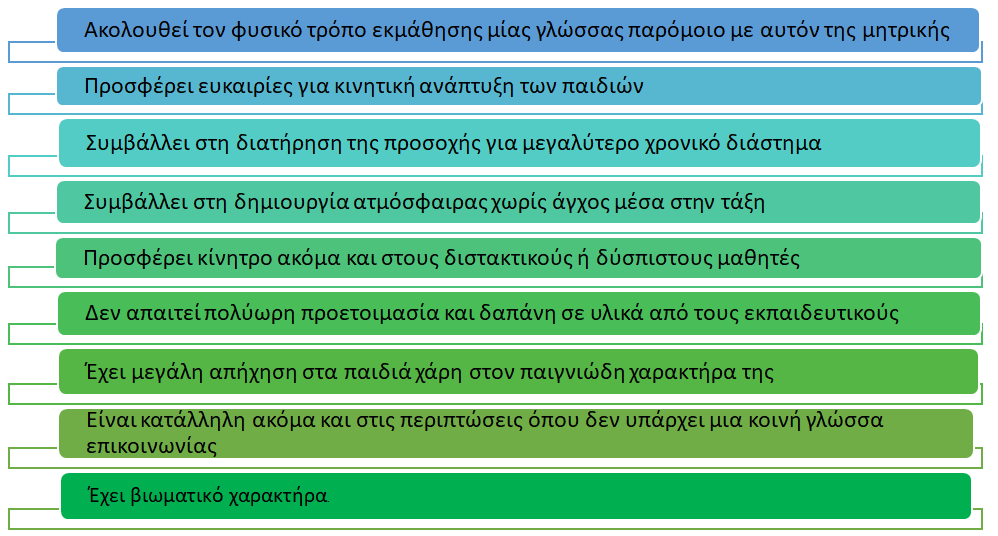 Ακολουθεί τον φυσικό τρόπο εκμάθησης μίας γλώσσας παρόμοιο με αυτόν της μητρικής
Προσφέρει ευκαιρίες για κινητική ανάπτυξη των παιδιών
Συμβάλλει στη διατήρηση της προσοχής για μεγαλύτερο χρονικό διάστημα
Συμβάλλει στη δημιουργία ατμόσφαιρας χωρίς άγχος μέσα στην τάξη
Προσφέρει κίνητρο ακόμα και στους διστακτικούς ή δύσπιστους μαθητές
Δεν απαιτεί πολύωρη προετοιμασία και δαπάνη σε υλικά από τους εκπαιδευτικούς
Έχει μεγάλη απήχηση στα παιδιά χάρη στον παιγνιώδη χαρακτήρα της
Είναι κατάλληλη ακόμα και στις περιπτώσεις όπου δεν υπάρχει μια κοινή γλώσσα
επικοινωνίας
Έχει βιωματικό χαρακτήρα.